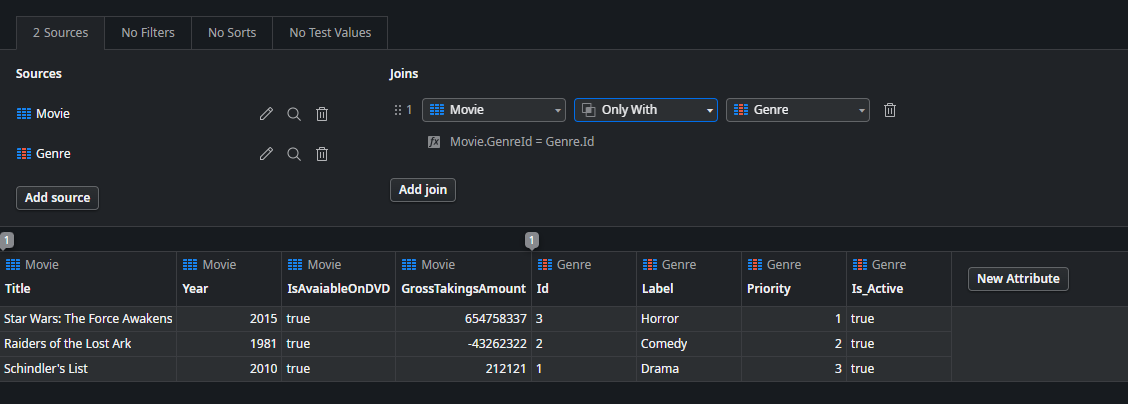 2 Sources No Filters No Sorts No Test Values
Sources Joins
Movie 1 Movie Only With Genre
fx Movie.GenreId = Genre.Id
Genre
Add source Add join
1 1
Movie Movie Movie Movie Genre Genre Genre Genre
Title Year IsAvaiableOnDVD GrossTakingsAmount Id Label Priority Is_Active New Attribute
Star Wars: The Force Awakens 2015 true 654758337 3 Horror 1 true
Raiders of the Lost Ark 1981 true -43262322 2 Comedy 2 true
Schindler's List 2010 true 212121 1 Drama 3 true